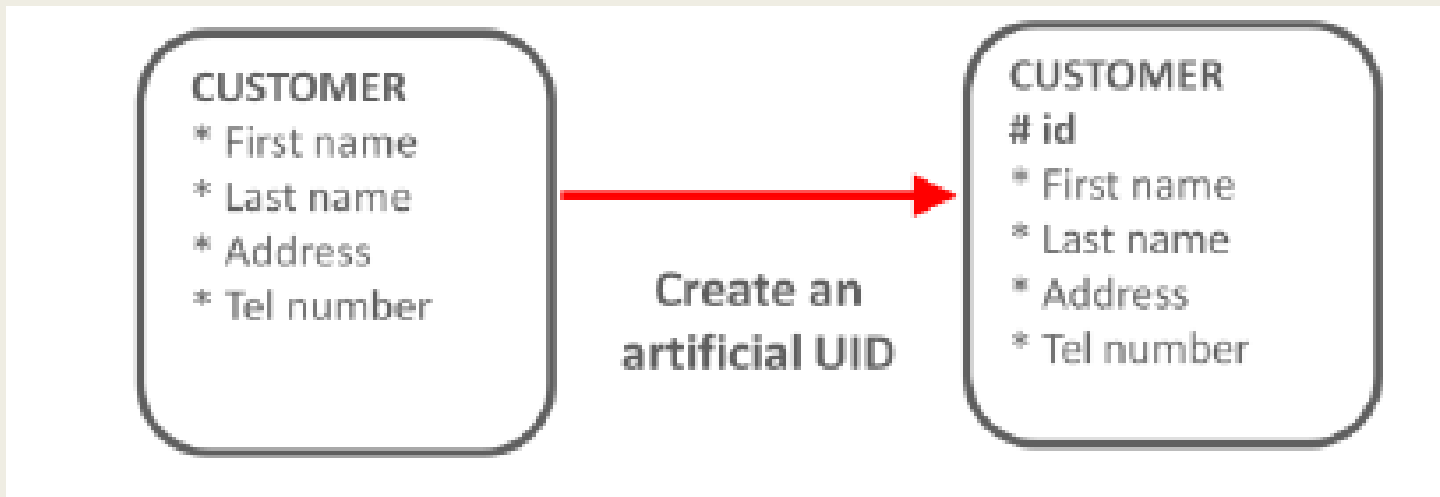 CUSTOMER
* First name
* Last name
* Address
* Tel number
Create an
artificial UID
CUSTOMER
# id
* First name
* Last name
* Address
* Tel number